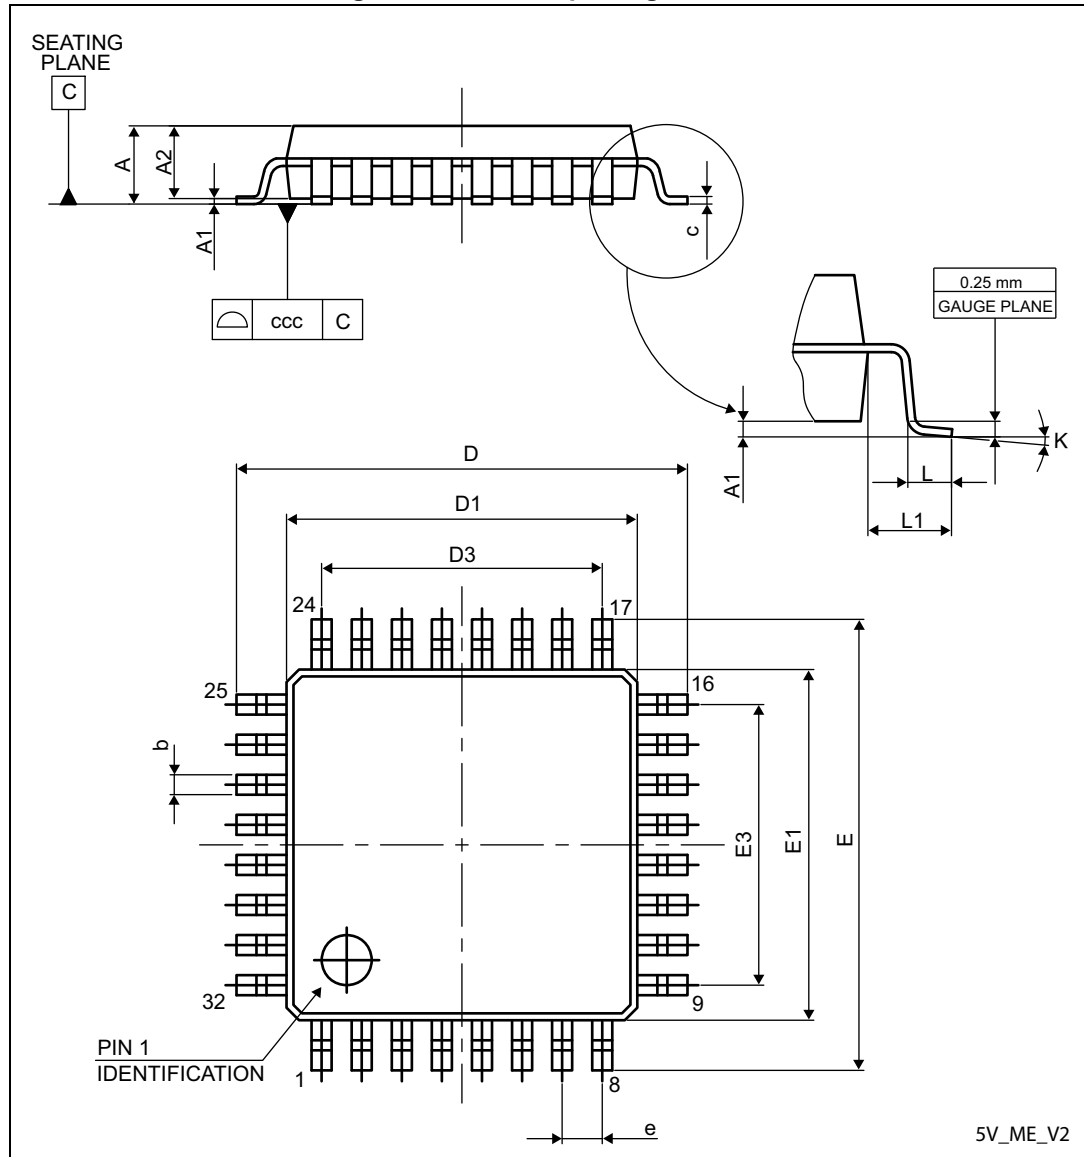 SEATING
PLANE
C
A
A2
A1
c
ccc
C
0.25 mm
GAUGE PLANE
K
A1
L
L1
D
D1
D3
24
17
25
16
b
E3
E1
E
32
9
PIN 1
IDENTIFICATION
1
8
e
5V_ME_V2